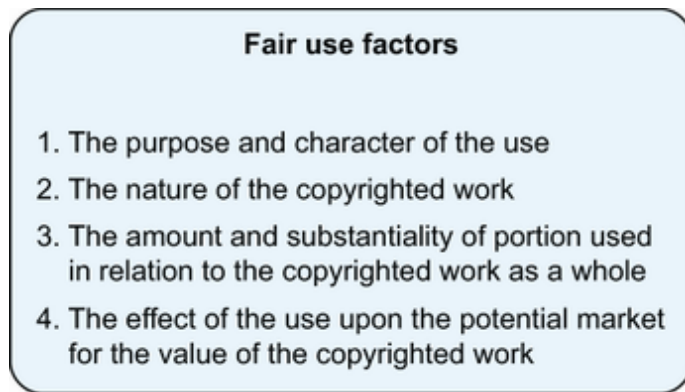 Fair use factors
1. The purpose and character of the use
2. The nature of the copyrighted work
3. The amount and substantiality of portion used
in relation to the copyrighted work as a whole
4. The effect of the use upon the potential market
for the value of the copyrighted work